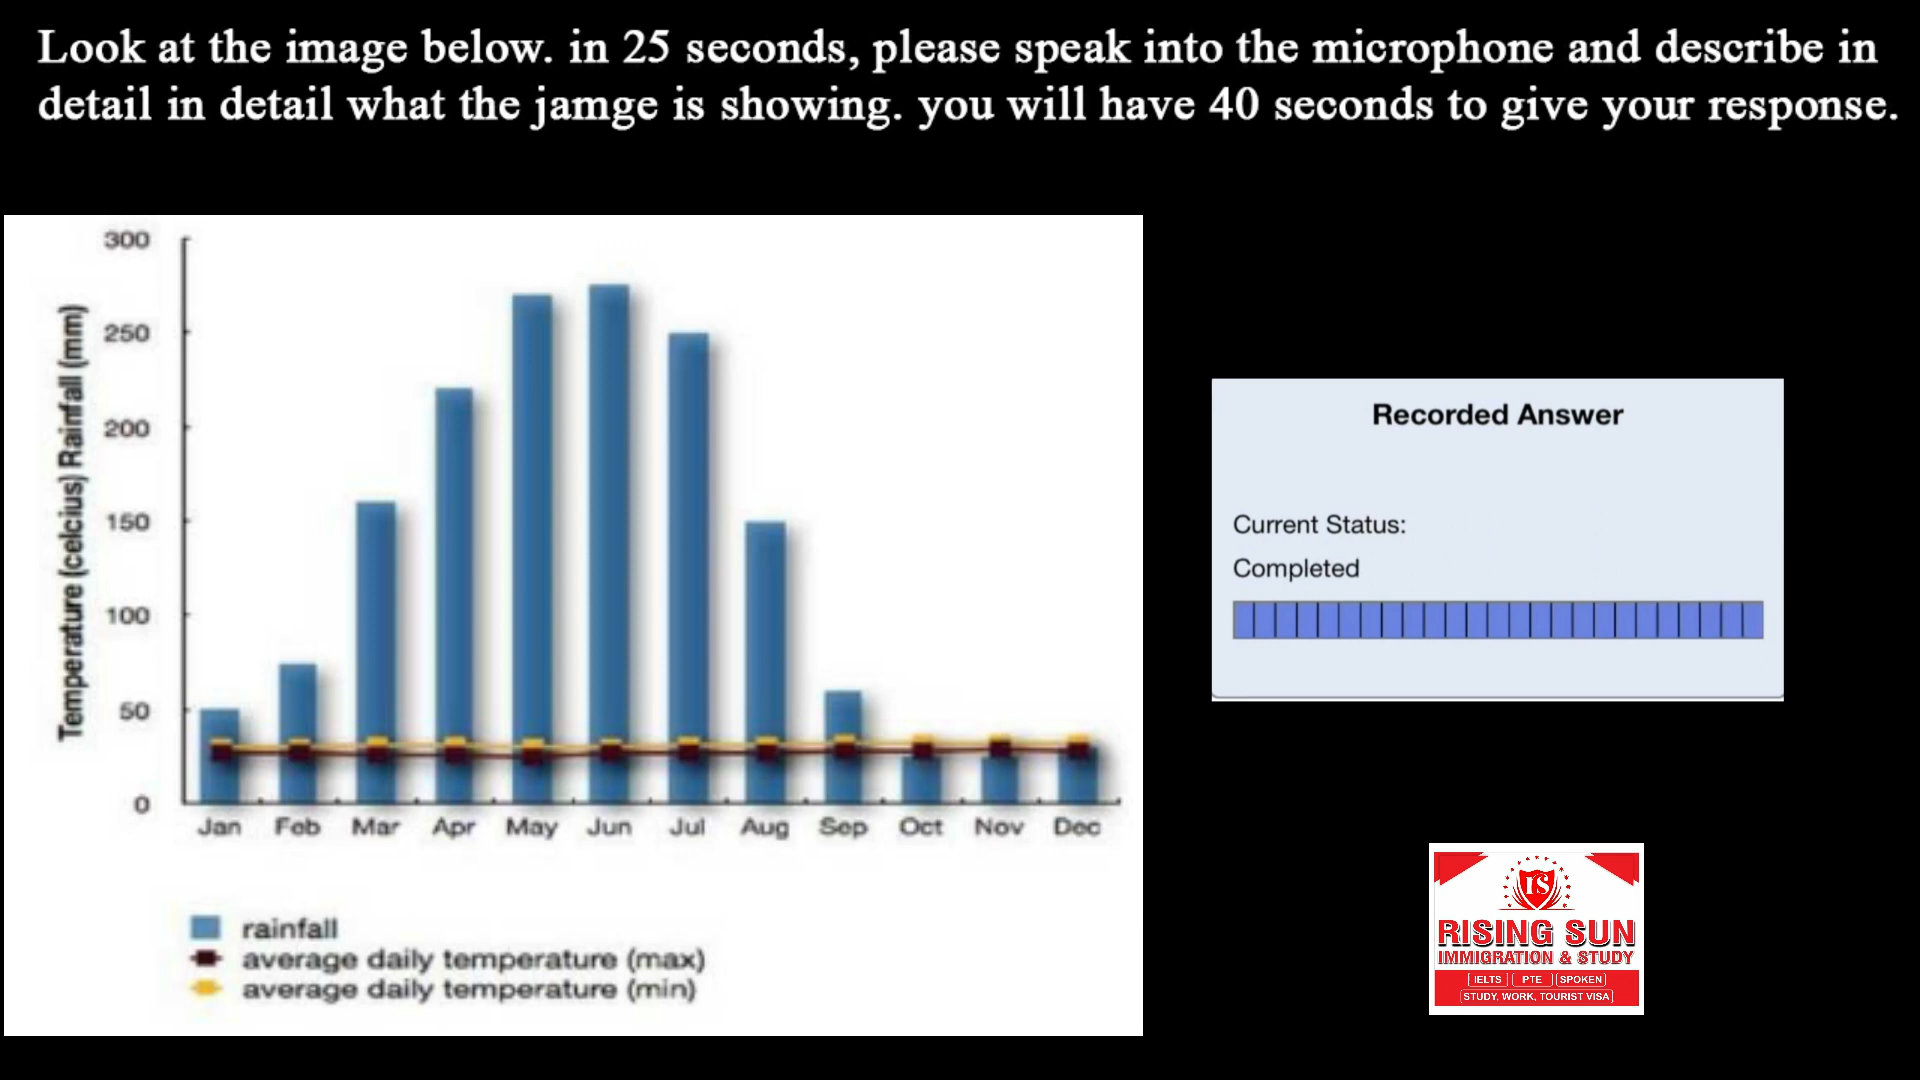 Look at the image below. in 25 seconds, please speak into the microphone and describe in
detail in detail what the jamge is showing. you will have 40 seconds to give your response.
300
250
200
150
100
50
0
Temperature (celcius) Rainfall (mm)
Jan Feb Mar Apr May Jun Jul Aug Sep Oct Nov Dec
rainfall
average daily temperature (max)
average daily temperature (min)
Recorded Answer
Current Status:
Completed
RS
RISING SUN
IMMIGRATION & STUDY
IELTS PTE SPOKEN
STUDY, WORK, TOURIST VISA